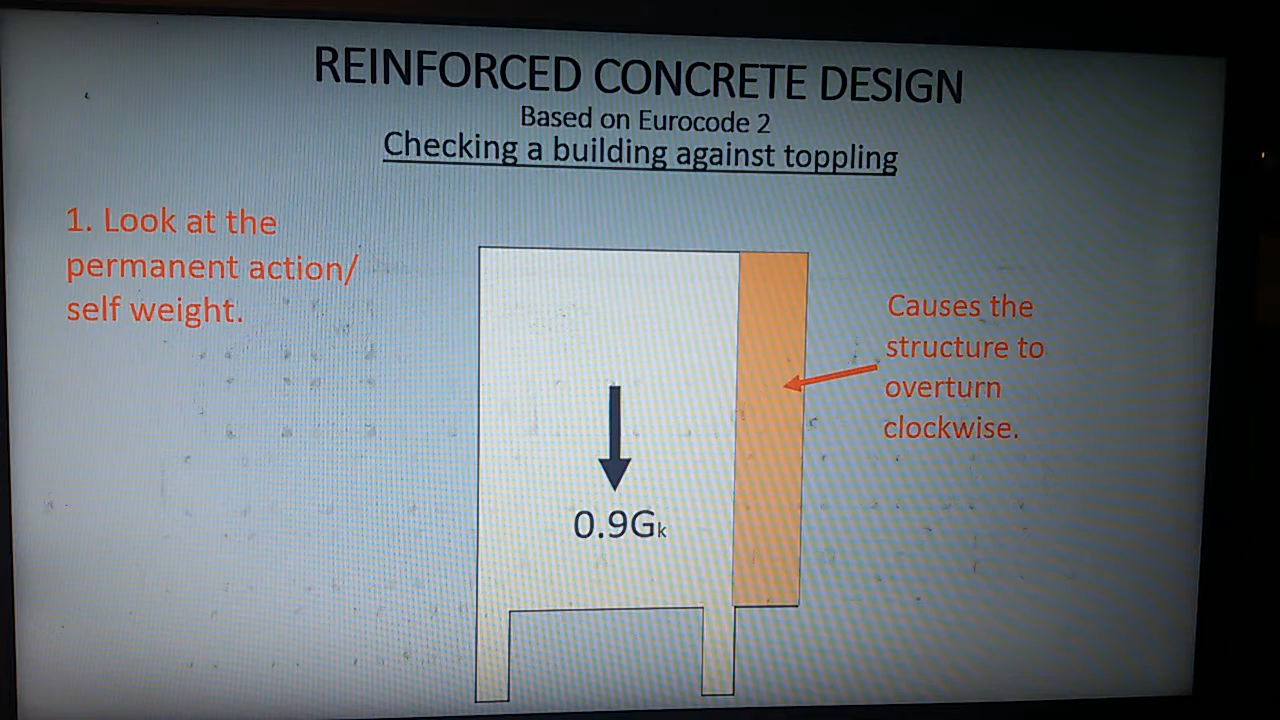 REINFORCED CONCRETE DESIGN
Based on Eurocode 2
Checking a building against toppling
1. Look at the
permanent action/
self weight.
Causes the
structure to
overturn
clockwise.
0.9Gk